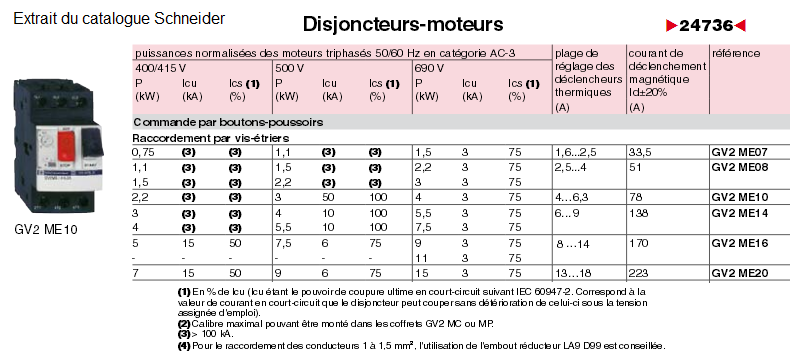 Extrait du catalogue Schneider
Disjoncteurs-moteurs
24736
puissances normalisées des moteurs triphasés 50/60 Hz en catégorie AC-3 plage de réglage des déclencheurs thermiques (A) courant de déclenchement magnétique Id±20% (A) référence
400/415 V 500 V 690 V
P (kW) Icu (kA) Ics (1) (%) P (kW) Icu (kA) Ics (1) (%) P (kW) Icu (kA) Ics (1) (%)
Commande par boutons-poussoirs
Raccordement par vis-étriers
0,75 (3) (3) 1,1 (3) (3) 1,5 3 75 1,6...2,5 33,5 GV2 ME07
1,1 (3) (3) 1,5 (3) (3) 2,2 3 75 2,5...4 51 GV2 ME08
1,5 (3) (3) 2,2 (3) (3) 3 3 75
2,2 (3) (3) 3 50 100 4 3 75 4...6,3 78 GV2 ME10
3 (3) (3) 4 10 100 5,5 3 75 6...9 138 GV2 ME14
4 (3) (3) 5,5 10 100 7,5 3 75
5 15 50 7,5 6 75 9 3 75 8...14 170 GV2 ME16
- - - - - - 11 3 75
7 15 50 9 6 75 15 3 75 13...18 223 GV2 ME20
GV2 ME10
(1) En % de Icu (Icu étant le pouvoir de coupure ultime en court-circuit suivant IEC 60947-2. Correspond à la
valeur de courant en court-circuit que le disjoncteur peut couper sans détérioration de celui-ci sous la tension
assignée d'emploi).
(2) Calibre maximal pouvant être monté dans les coffrets GV2 MC ou MP.
(3) > 100 kA.
(4) Pour le raccordement des conducteurs 1 à 1,5 mm², l'utilisation de l'embout réducteur LA9 D99 est conseillée.